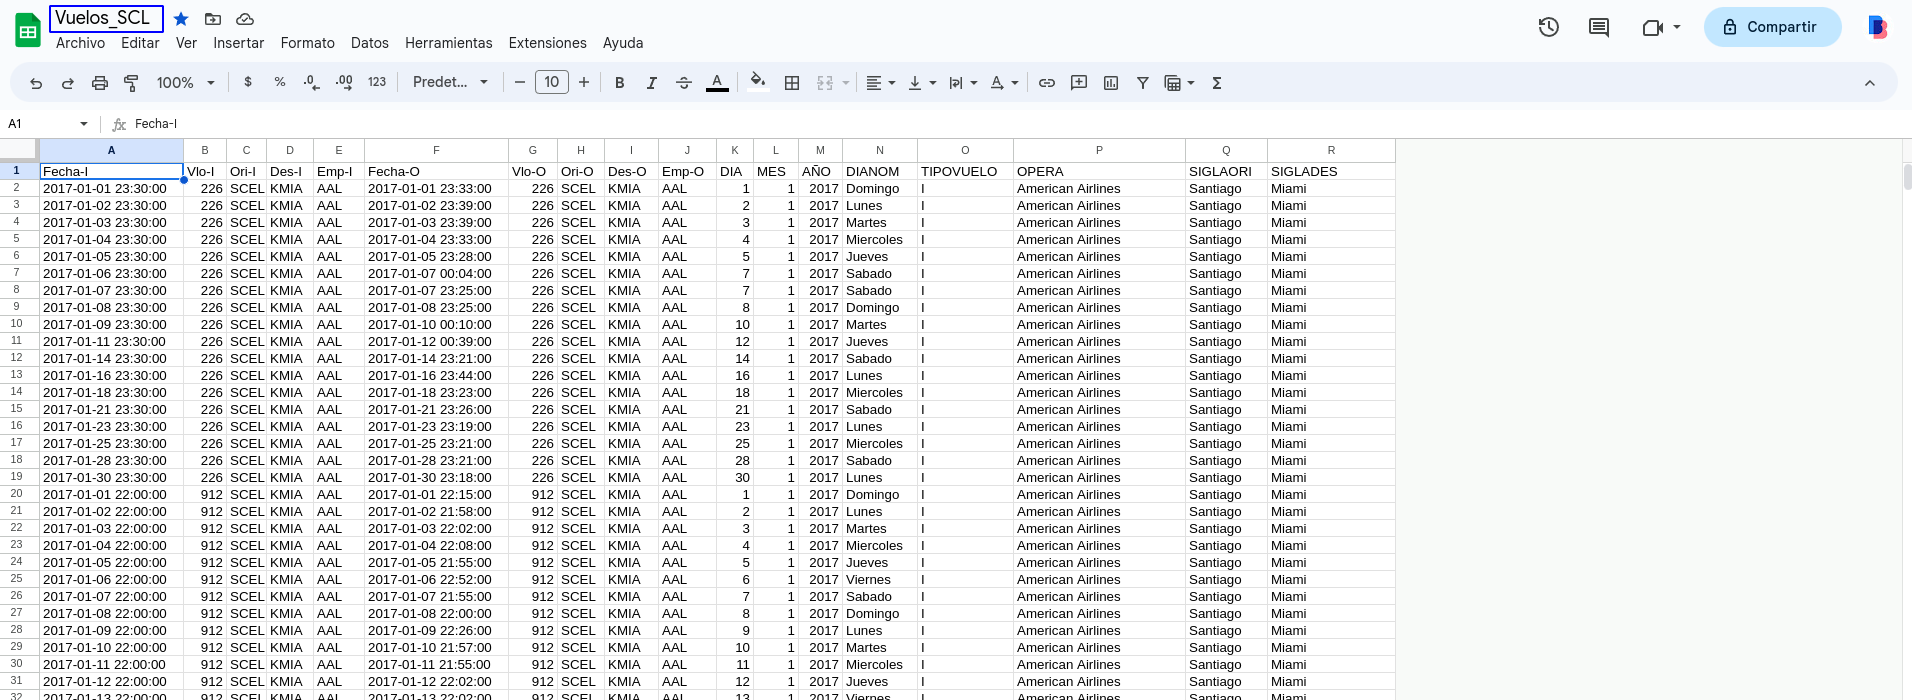 Vuelos_SCL
Archivo Editar Ver Insertar Formato Datos Herramientas Extensiones Ayuda
Compartir
100% $ % .0 .00 123 Predet... − 10 + B I S A Σ
A1 fx Fecha-I
A B C D E F G H I J K L M N O P Q R
1 Fecha-I Vlo-I Ori-I Des-I Emp-I Fecha-O Vlo-O Ori-O Des-O Emp-O DIA MES AÑO DIANOM TIPOVUELO OPERA SIGLAORI SIGLADES
2 2017-01-01 23:30:00 226 SCEL KMIA AAL 2017-01-01 23:33:00 226 SCEL KMIA AAL 1 1 2017 Domingo I American Airlines Santiago Miami
3 2017-01-02 23:30:00 226 SCEL KMIA AAL 2017-01-02 23:39:00 226 SCEL KMIA AAL 2 1 2017 Lunes I American Airlines Santiago Miami
4 2017-01-03 23:30:00 226 SCEL KMIA AAL 2017-01-03 23:39:00 226 SCEL KMIA AAL 3 1 2017 Martes I American Airlines Santiago Miami
5 2017-01-04 23:30:00 226 SCEL KMIA AAL 2017-01-04 23:33:00 226 SCEL KMIA AAL 4 1 2017 Miercoles I American Airlines Santiago Miami
6 2017-01-05 23:30:00 226 SCEL KMIA AAL 2017-01-05 23:28:00 226 SCEL KMIA AAL 5 1 2017 Jueves I American Airlines Santiago Miami
7 2017-01-06 23:30:00 226 SCEL KMIA AAL 2017-01-07 00:04:00 226 SCEL KMIA AAL 7 1 2017 Sabado I American Airlines Santiago Miami
8 2017-01-07 23:30:00 226 SCEL KMIA AAL 2017-01-07 23:25:00 226 SCEL KMIA AAL 7 1 2017 Sabado I American Airlines Santiago Miami
9 2017-01-08 23:30:00 226 SCEL KMIA AAL 2017-01-08 23:25:00 226 SCEL KMIA AAL 8 1 2017 Domingo I American Airlines Santiago Miami
10 2017-01-09 23:30:00 226 SCEL KMIA AAL 2017-01-10 00:10:00 226 SCEL KMIA AAL 10 1 2017 Martes I American Airlines Santiago Miami
11 2017-01-11 23:30:00 226 SCEL KMIA AAL 2017-01-12 00:39:00 226 SCEL KMIA AAL 12 1 2017 Jueves I American Airlines Santiago Miami
12 2017-01-14 23:30:00 226 SCEL KMIA AAL 2017-01-14 23:21:00 226 SCEL KMIA AAL 14 1 2017 Sabado I American Airlines Santiago Miami
13 2017-01-16 23:30:00 226 SCEL KMIA AAL 2017-01-16 23:44:00 226 SCEL KMIA AAL 16 1 2017 Lunes I American Airlines Santiago Miami
14 2017-01-18 23:30:00 226 SCEL KMIA AAL 2017-01-18 23:23:00 226 SCEL KMIA AAL 18 1 2017 Miercoles I American Airlines Santiago Miami
15 2017-01-21 23:30:00 226 SCEL KMIA AAL 2017-01-21 23:26:00 226 SCEL KMIA AAL 21 1 2017 Sabado I American Airlines Santiago Miami
16 2017-01-23 23:30:00 226 SCEL KMIA AAL 2017-01-23 23:19:00 226 SCEL KMIA AAL 23 1 2017 Lunes I American Airlines Santiago Miami
17 2017-01-25 23:30:00 226 SCEL KMIA AAL 2017-01-25 23:21:00 226 SCEL KMIA AAL 25 1 2017 Miercoles I American Airlines Santiago Miami
18 2017-01-28 23:30:00 226 SCEL KMIA AAL 2017-01-28 23:21:00 226 SCEL KMIA AAL 28 1 2017 Sabado I American Airlines Santiago Miami
19 2017-01-30 23:30:00 226 SCEL KMIA AAL 2017-01-30 23:18:00 226 SCEL KMIA AAL 30 1 2017 Lunes I American Airlines Santiago Miami
20 2017-01-01 22:00:00 912 SCEL KMIA AAL 2017-01-01 22:15:00 912 SCEL KMIA AAL 1 1 2017 Domingo I American Airlines Santiago Miami
21 2017-01-02 22:00:00 912 SCEL KMIA AAL 2017-01-02 21:58:00 912 SCEL KMIA AAL 2 1 2017 Lunes I American Airlines Santiago Miami
22 2017-01-03 22:00:00 912 SCEL KMIA AAL 2017-01-03 22:02:00 912 SCEL KMIA AAL 3 1 2017 Martes I American Airlines Santiago Miami
23 2017-01-04 22:00:00 912 SCEL KMIA AAL 2017-01-04 22:08:00 912 SCEL KMIA AAL 4 1 2017 Miercoles I American Airlines Santiago Miami
24 2017-01-05 22:00:00 912 SCEL KMIA AAL 2017-01-05 21:55:00 912 SCEL KMIA AAL 5 1 2017 Jueves I American Airlines Santiago Miami
25 2017-01-06 22:00:00 912 SCEL KMIA AAL 2017-01-06 22:52:00 912 SCEL KMIA AAL 6 1 2017 Viernes I American Airlines Santiago Miami
26 2017-01-07 22:00:00 912 SCEL KMIA AAL 2017-01-07 21:55:00 912 SCEL KMIA AAL 7 1 2017 Sabado I American Airlines Santiago Miami
27 2017-01-08 22:00:00 912 SCEL KMIA AAL 2017-01-08 22:00:00 912 SCEL KMIA AAL 8 1 2017 Domingo I American Airlines Santiago Miami
28 2017-01-09 22:00:00 912 SCEL KMIA AAL 2017-01-09 22:26:00 912 SCEL KMIA AAL 9 1 2017 Lunes I American Airlines Santiago Miami
29 2017-01-10 22:00:00 912 SCEL KMIA AAL 2017-01-10 21:57:00 912 SCEL KMIA AAL 10 1 2017 Martes I American Airlines Santiago Miami
30 2017-01-11 22:00:00 912 SCEL KMIA AAL 2017-01-11 21:55:00 912 SCEL KMIA AAL 11 1 2017 Miercoles I American Airlines Santiago Miami
31 2017-01-12 22:00:00 912 SCEL KMIA AAL 2017-01-12 22:02:00 912 SCEL KMIA AAL 12 1 2017 Jueves I American Airlines Santiago Miami
32 2017-01-13 22:00:00 912 SCEL KMIA AAL 2017-01-13 22:02:00 912 SCEL KMIA AAL 13 1 2017 Viernes I American Airlines Santiago Miami